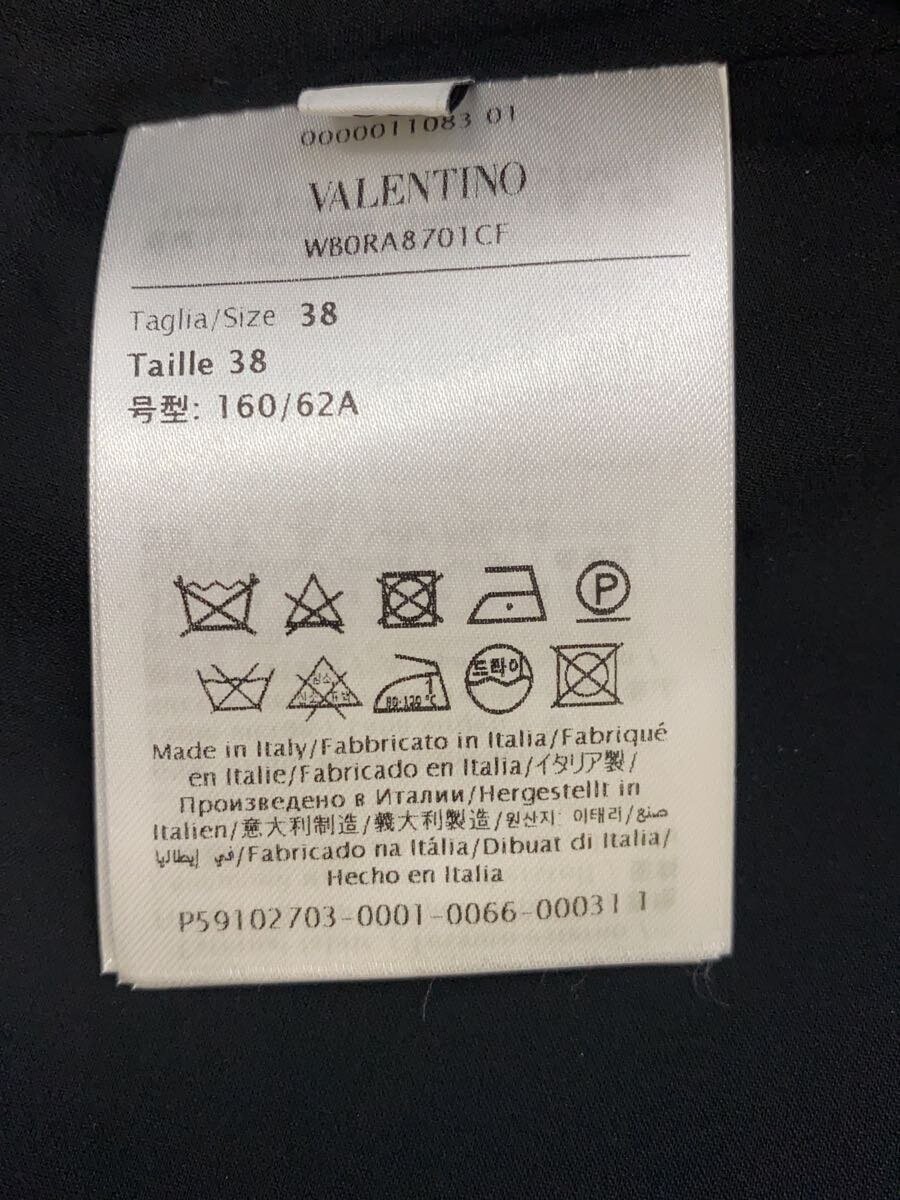 0000011083 01
VALENTINO
WB0RA8701CF
Taglia/Size 38
Taille 38
号型: 160/62A
P
드라이
80-120 °C
Made in Italy/Fabbricato in Italia/Fabriqué
en Italie/Fabricado en Italia/イタリア製/
Произведено в Италии/Hergestellt in
Italien/意大利制造/義大利製造/원산지: 이태리/صنع
في إيطاليا/Fabricado na Itália/Dibuat di Italia/
Hecho en Italia
P59102703-0001-0066-00031 1